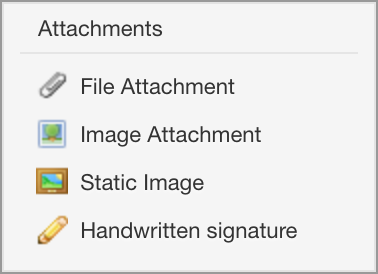 Attachments
File Attachment
Image Attachment
Static Image
Handwritten signature